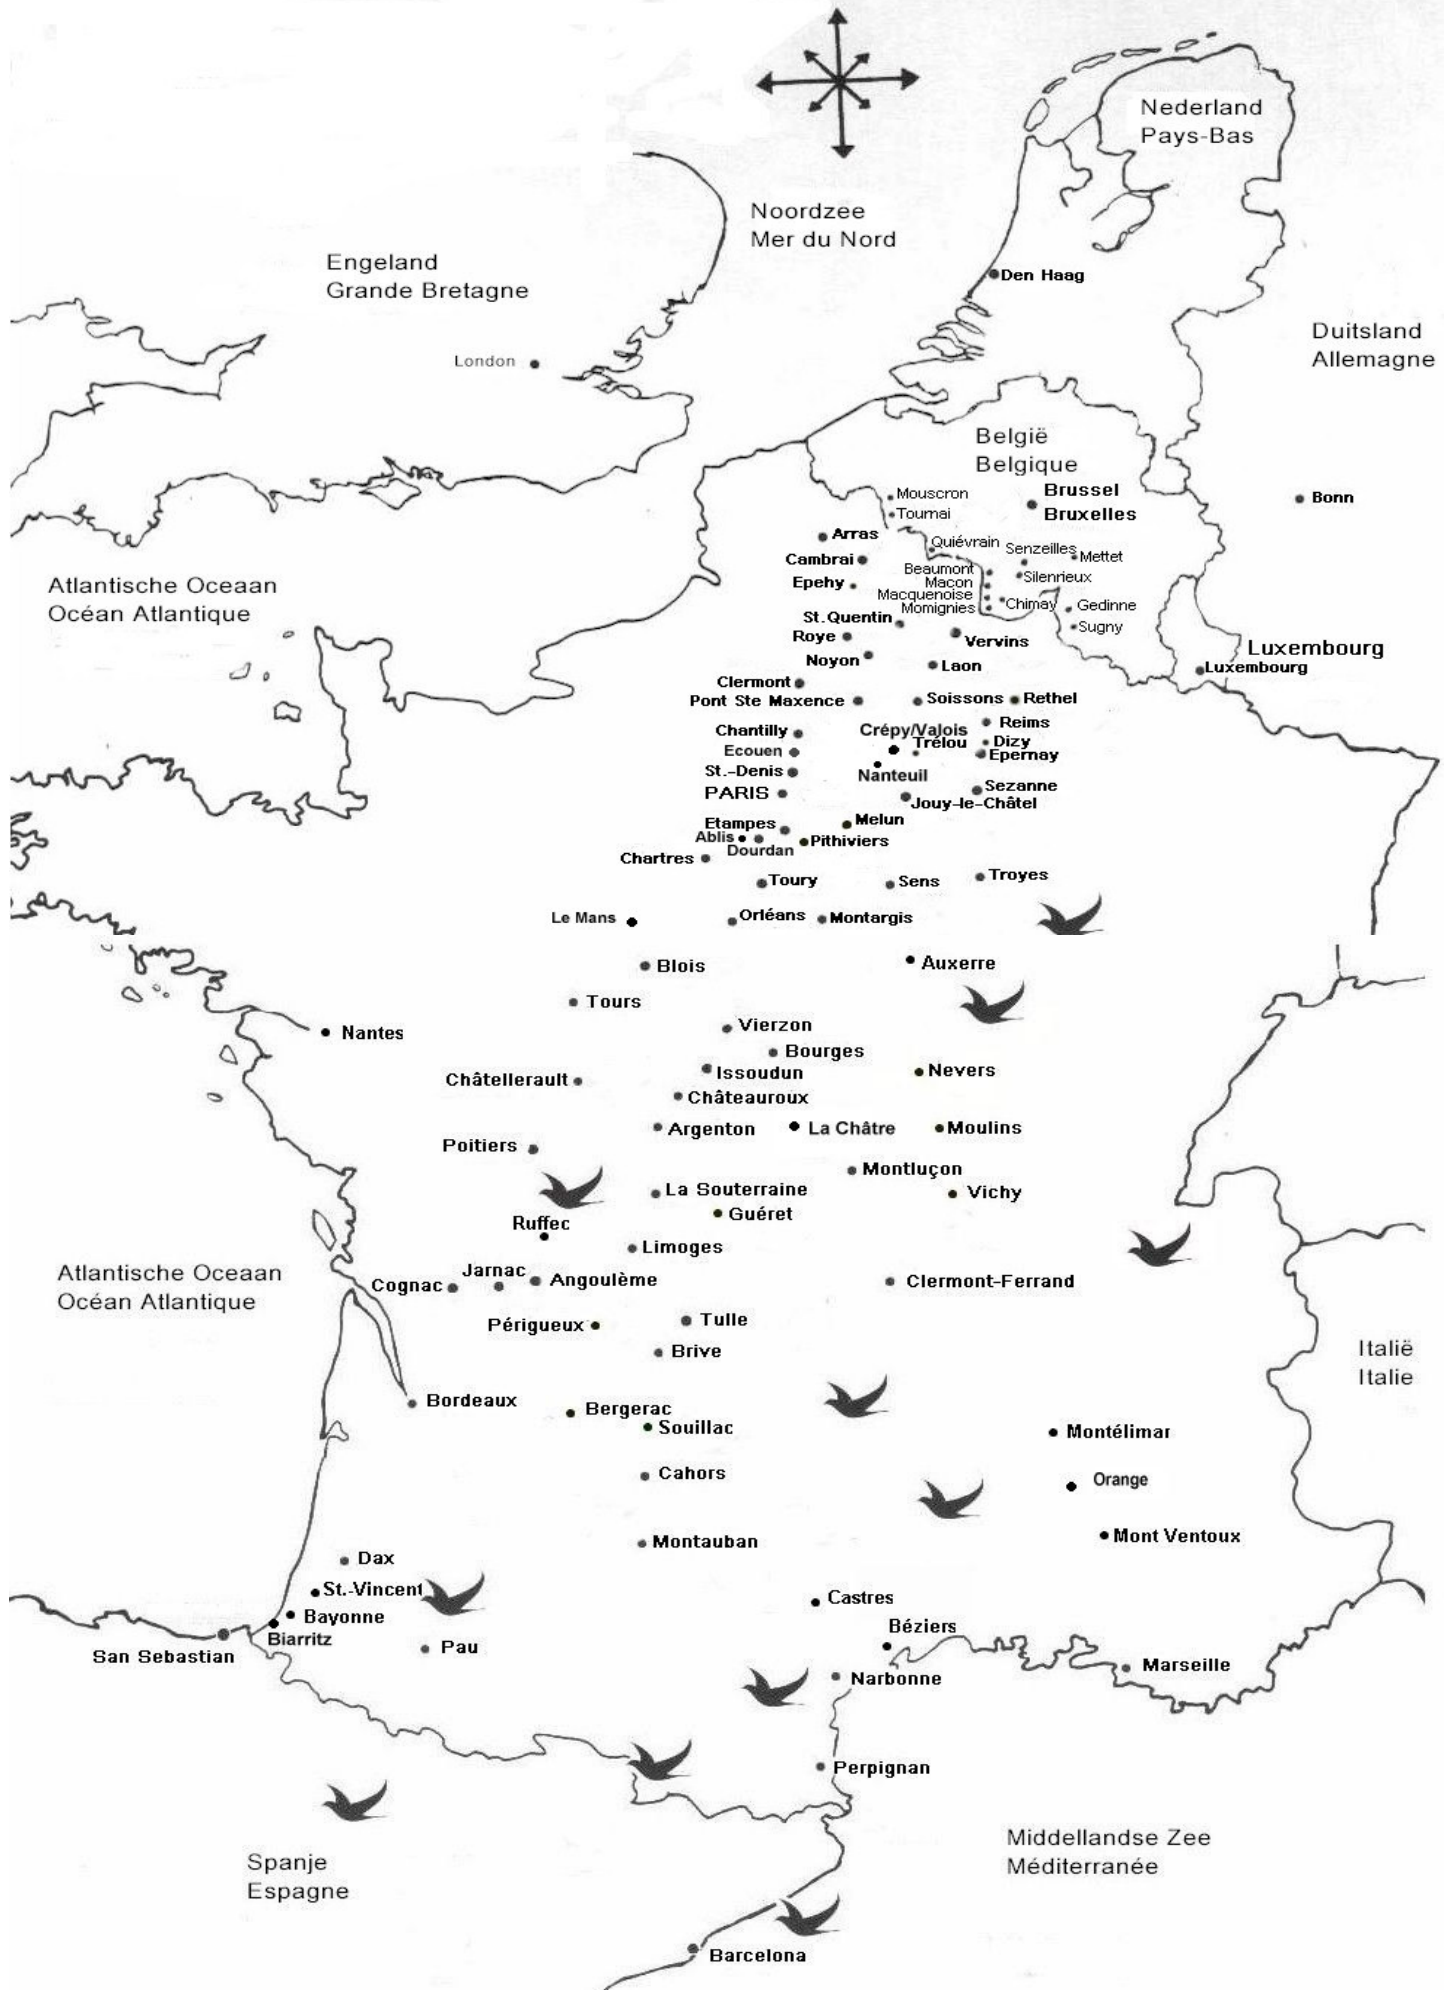 Nederland
Pays-Bas
Noordzee
Mer du Nord
Engeland
Grande Bretagne
Den Haag
Duitsland
Allemagne
London
België
Belgique
Brussel
Bruxelles
Mouscron
Tournai
Bonn
Arras
Quiévrain
Senzeilles
Mettet
Cambrai
Beaumont
Silenrieux
Epehy
Macon
Macquenoise
Chimay
Gedinne
Momignies
Atlantische Oceaan
Océan Atlantique
St.Quentin
Sugny
Roye
Vervins
Luxembourg
Noyon
Laon
Luxembourg
Clermont
Pont Ste Maxence
Soissons
Rethel
Reims
Chantilly
Crépy/Valois
Trélou
Dizy
Ecouen
Epernay
St.-Denis
Nanteuil
Sezanne
PARIS
Jouy-le-Châtel
Etampes
Melun
Ablis
Pithiviers
Dourdan
Chartres
Toury
Sens
Troyes
Le Mans
Orléans
Montargis
Blois
Auxerre
Tours
Nantes
Vierzon
Bourges
Issoudun
Nevers
Châtellerault
Châteauroux
Argenton
La Châtre
Moulins
Poitiers
Montluçon
La Souterraine
Vichy
Guéret
Ruffec
Limoges
Atlantische Oceaan
Océan Atlantique
Cognac
Jarnac
Angoulème
Clermont-Ferrand
Périgueux
Tulle
Brive
Italië
Italie
Bordeaux
Bergerac
Souillac
Montélimar
Cahors
Orange
Mont Ventoux
Montauban
Dax
St.-Vincent
Castres
Bayonne
Biarritz
Béziers
San Sebastian
Pau
Marseille
Narbonne
Perpignan
Middellandse Zee
Méditerranée
Spanje
Espagne
Barcelona